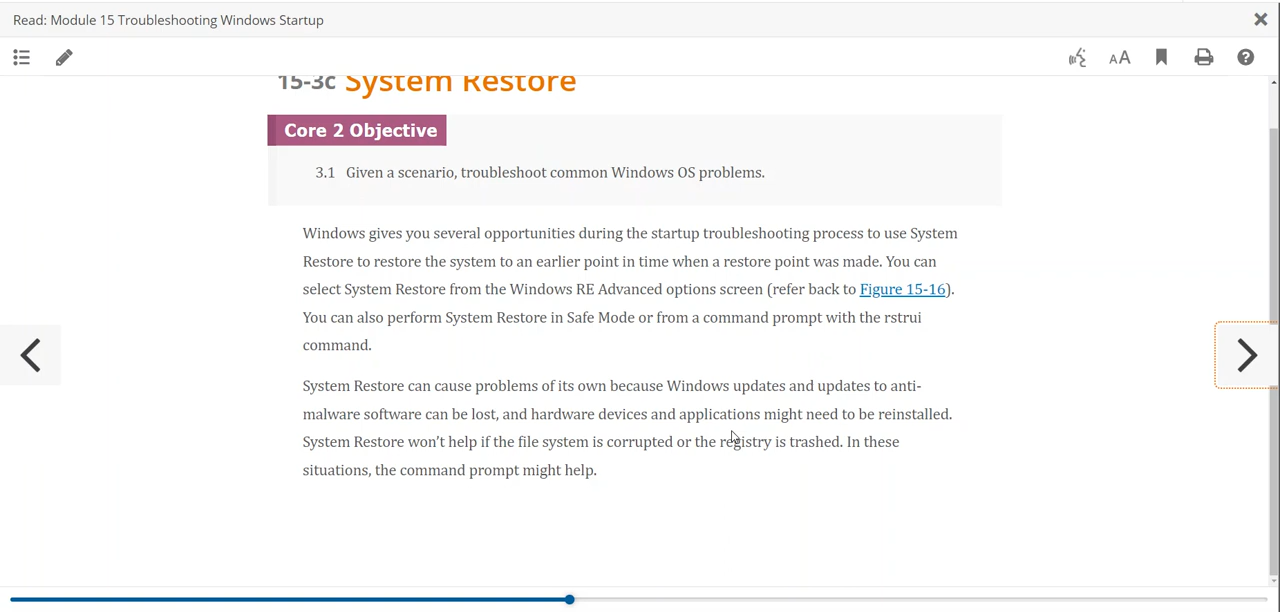 Read: Module 15 Troubleshooting Windows Startup
AA
15-3c System Restore
Core 2 Objective
3.1 Given a scenario, troubleshoot common Windows OS problems.
Windows gives you several opportunities during the startup troubleshooting process to use System
Restore to restore the system to an earlier point in time when a restore point was made. You can
select System Restore from the Windows RE Advanced options screen (refer back to Figure 15-16).
You can also perform System Restore in Safe Mode or from a command prompt with the rstrui
command.
System Restore can cause problems of its own because Windows updates and updates to anti-
malware software can be lost, and hardware devices and applications might need to be reinstalled.
System Restore won't help if the file system is corrupted or the registry is trashed. In these
situations, the command prompt might help.